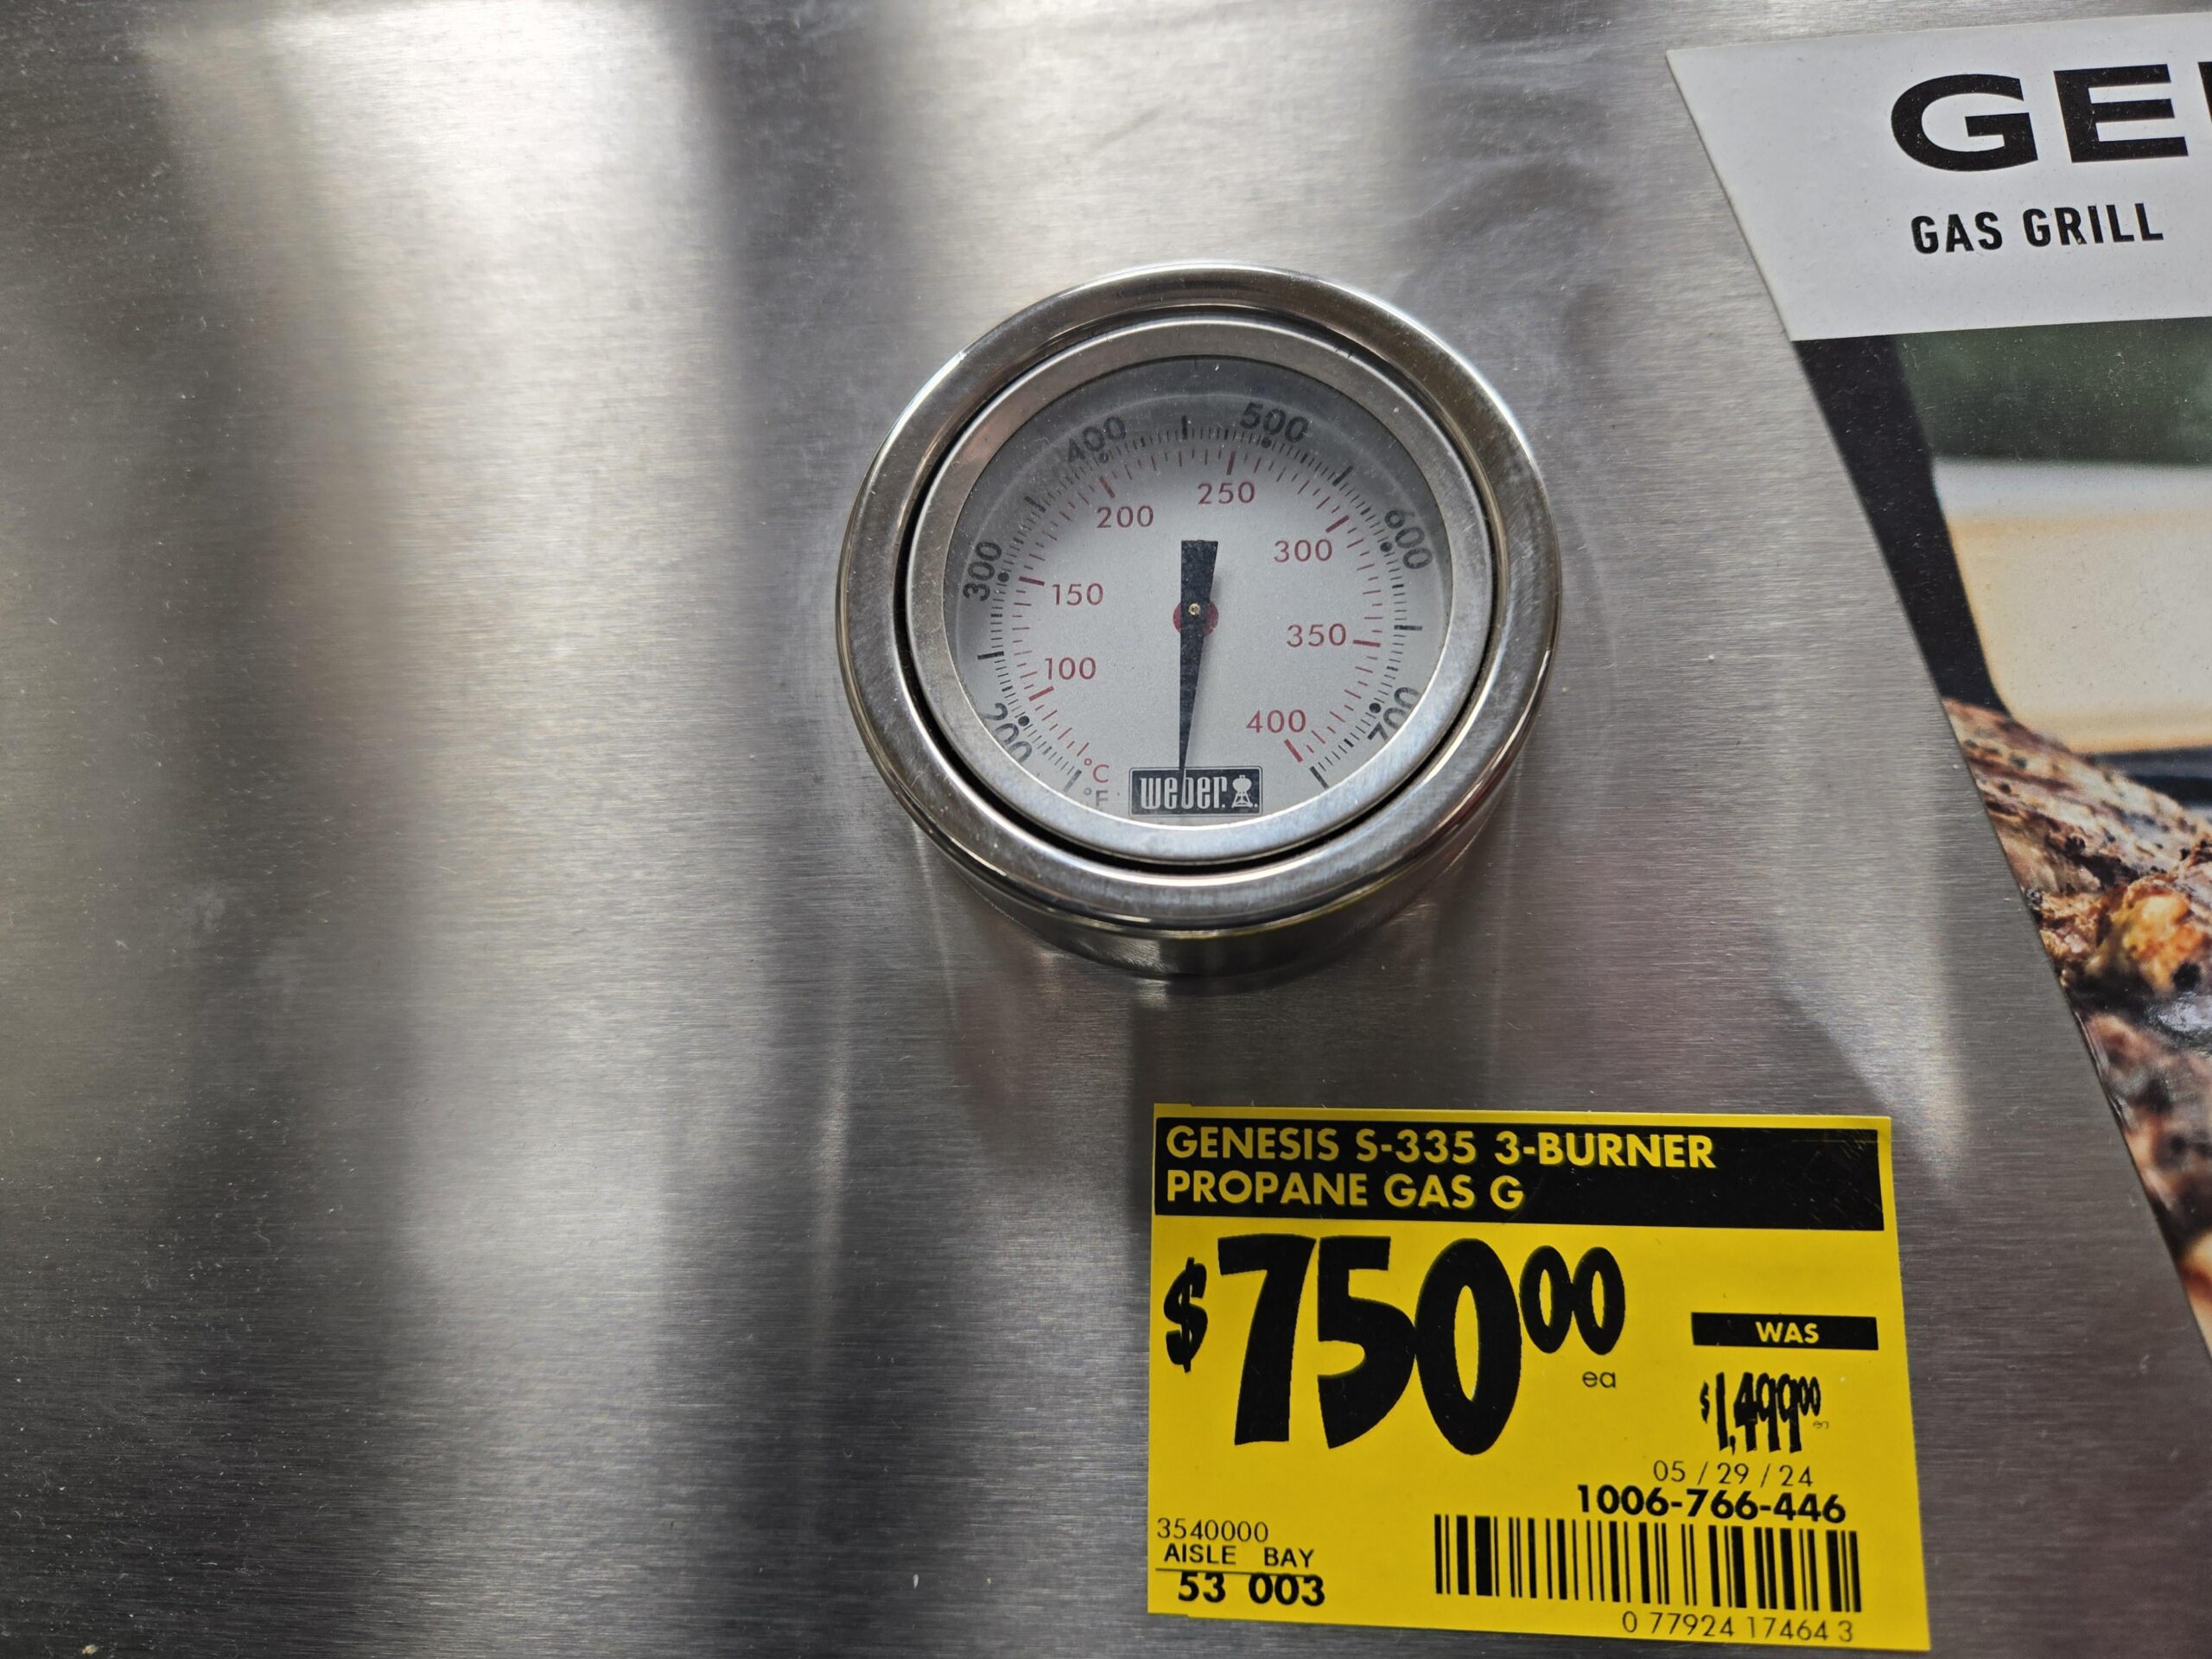 GE
GAS GRILL
400
500
250
200
600
300
300
150
350
100
700
400
200
°C
°F
weber
GENESIS S-335 3-BURNER
PROPANE GAS G
$750 00
ea
WAS
$1,499 00
05/29/24
1006-766-446
3540000
AISLE BAY
53 003
0 77924 17464 3